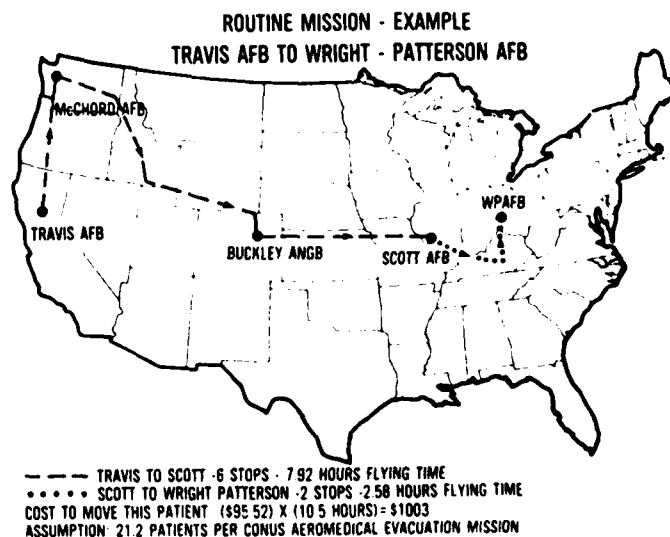 ROUTINE MISSION - EXAMPLE
TRAVIS AFB TO WRIGHT - PATTERSON AFB
McCHORD AFB
WPAFB
TRAVIS AFB
BUCKLEY ANGB
SCOTT AFB
TRAVIS TO SCOTT -6 STOPS - 7.92 HOURS FLYING TIME
SCOTT TO WRIGHT PATTERSON -2 STOPS -2.58 HOURS FLYING TIME
COST TO MOVE THIS PATIENT ($95 52) X (10 5 HOURS) = $1003
ASSUMPTION: 21.2 PATIENTS PER CONUS AEROMEDICAL EVACUATION MISSION